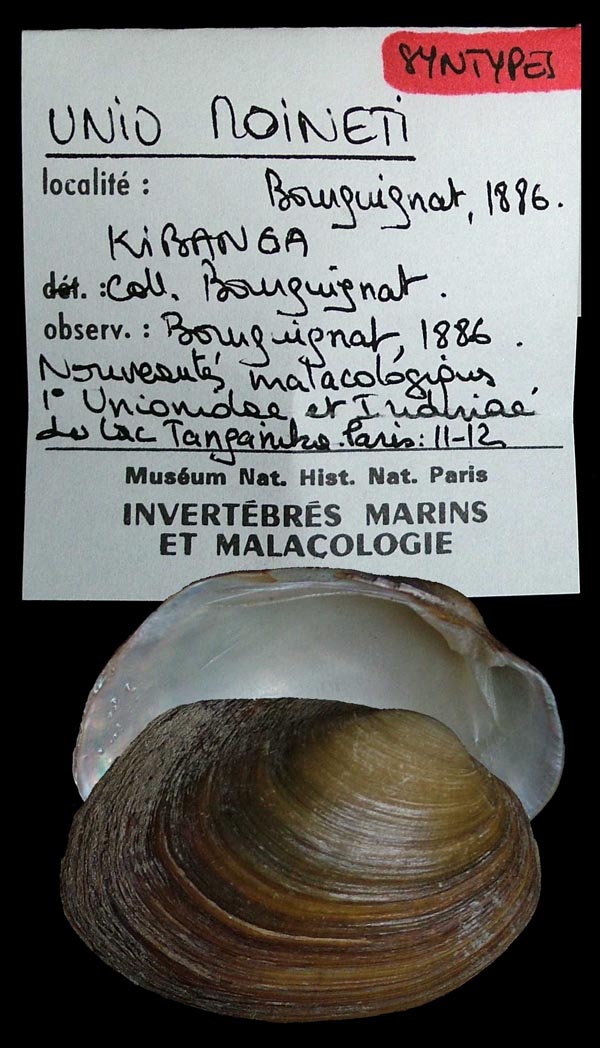 SYNTYPES
UNIO MOINETI
localité :
Bourguignat, 1886.
KIBANGA
dét. : Coll. Bourguignat.
observ. : Bourguignat, 1886.
Nouveautés malacologiques
1° Unionidae et Iridinidae
du Lac Tanganika. Paris: 11-12
Muséum Nat. Hist. Nat. Paris
INVERTÉBRÉS MARINS
ET MALACOLOGIE